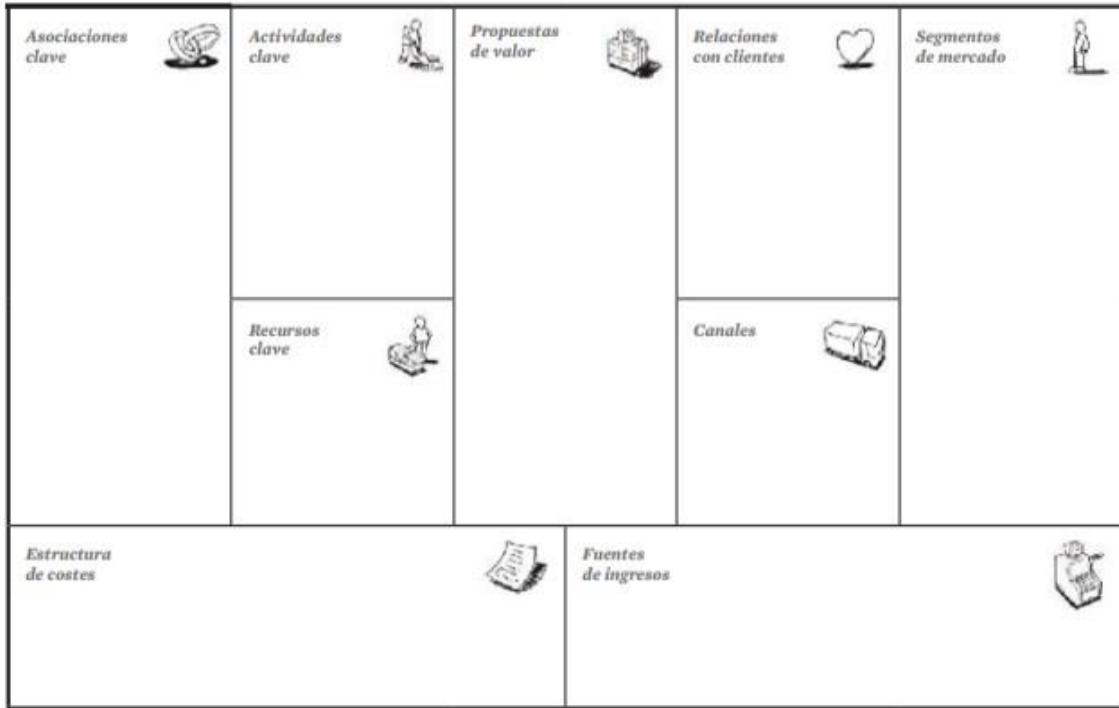 Asociaciones
clave
Actividades
clave
Propuestas
de valor
Relaciones
con clientes
Segmentos
de mercado
Recursos
clave
Canales
Estructura
de costes
Fuentes
de ingresos